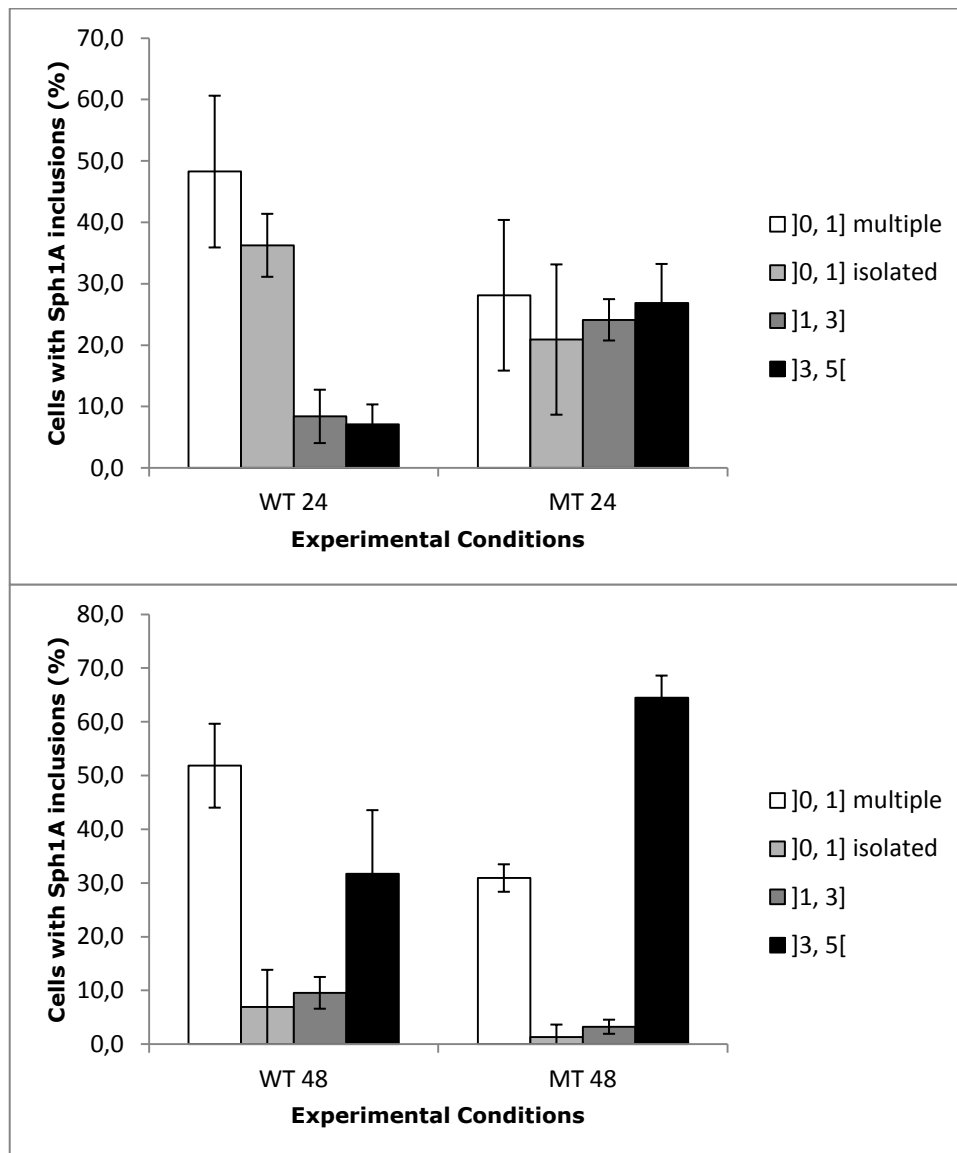 70,0
60,0
50,0
40,0
30,0
20,0
10,0
0,0
Cells with Sph1A inclusions (%)
WT 24
MT 24
Experimental Conditions
]0, 1] multiple
]0, 1] isolated
]1, 3]
]3, 5[
80,0
70,0
60,0
50,0
40,0
30,0
20,0
10,0
0,0
Cells with Sph1A inclusions (%)
WT 48
MT 48
Experimental Conditions
]0, 1] multiple
]0, 1] isolated
]1, 3]
]3, 5[